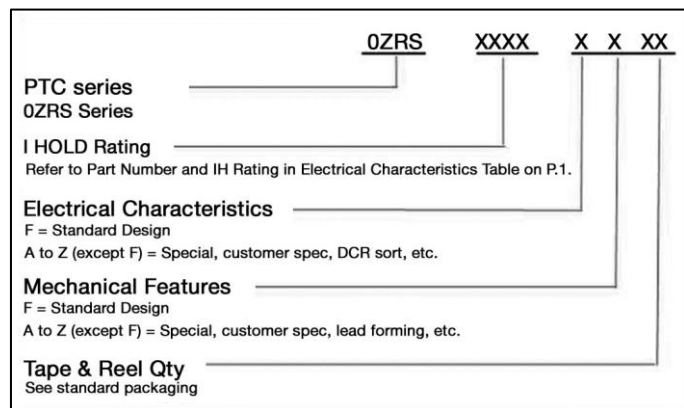 0ZRS XXXX X X XX
PTC series
0ZRS Series
I HOLD Rating
Refer to Part Number and IH Rating in Electrical Characteristics Table on P.1.
Electrical Characteristics
F = Standard Design
A to Z (except F) = Special, customer spec, DCR sort, etc.
Mechanical Features
F = Standard Design
A to Z (except F) = Special, customer spec, lead forming, etc.
Tape & Reel Qty
See standard packaging